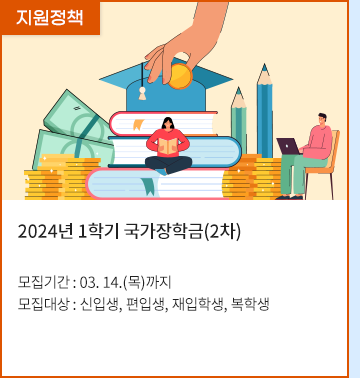 지원정책
2024년 1학기 국가장학금(2차)
모집기간 : 03. 14.(목)까지
모집대상 : 신입생, 편입생, 재입학생, 복학생